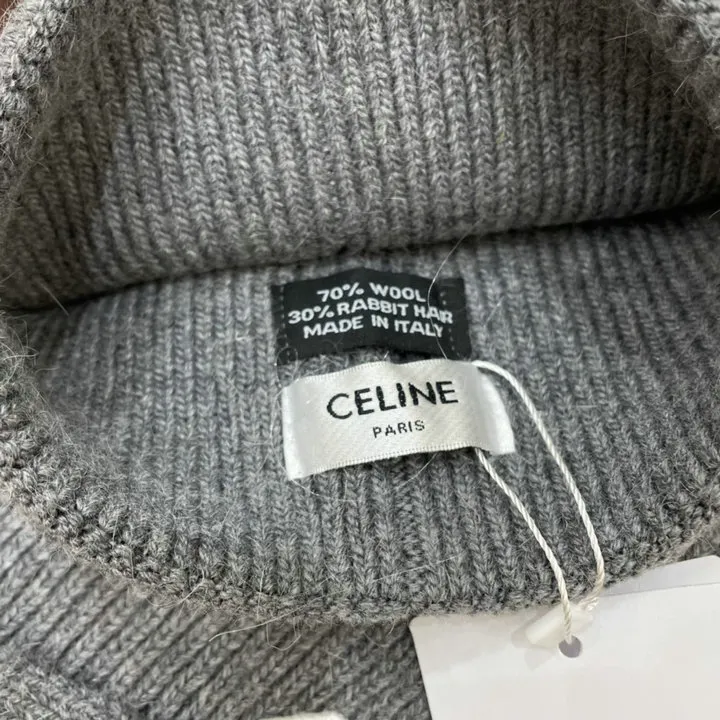 70% WOOL
30% RABBIT HAIR
MADE IN ITALY
CELINE
PARIS